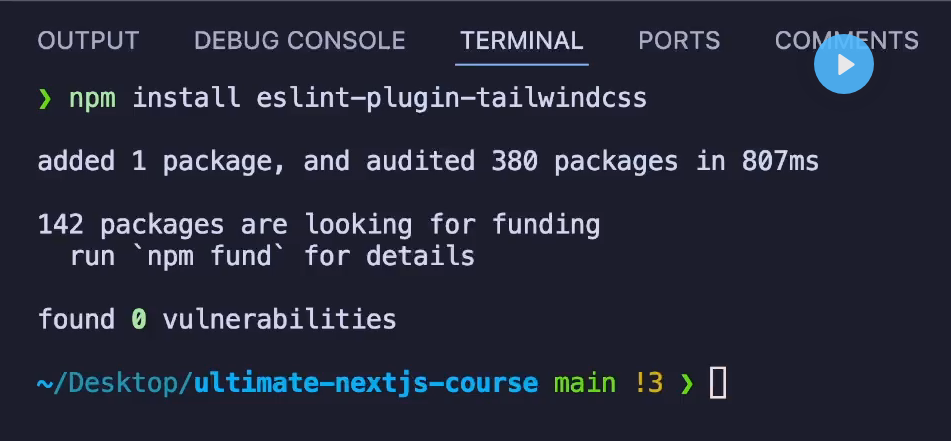 OUTPUT DEBUG CONSOLE TERMINAL PORTS COMMENTS
❯ npm install eslint-plugin-tailwindcss
added 1 package, and audited 380 packages in 807ms
142 packages are looking for funding
run `npm fund` for details
found 0 vulnerabilities
~/Desktop/ultimate-nextjs-course main !3 ❯